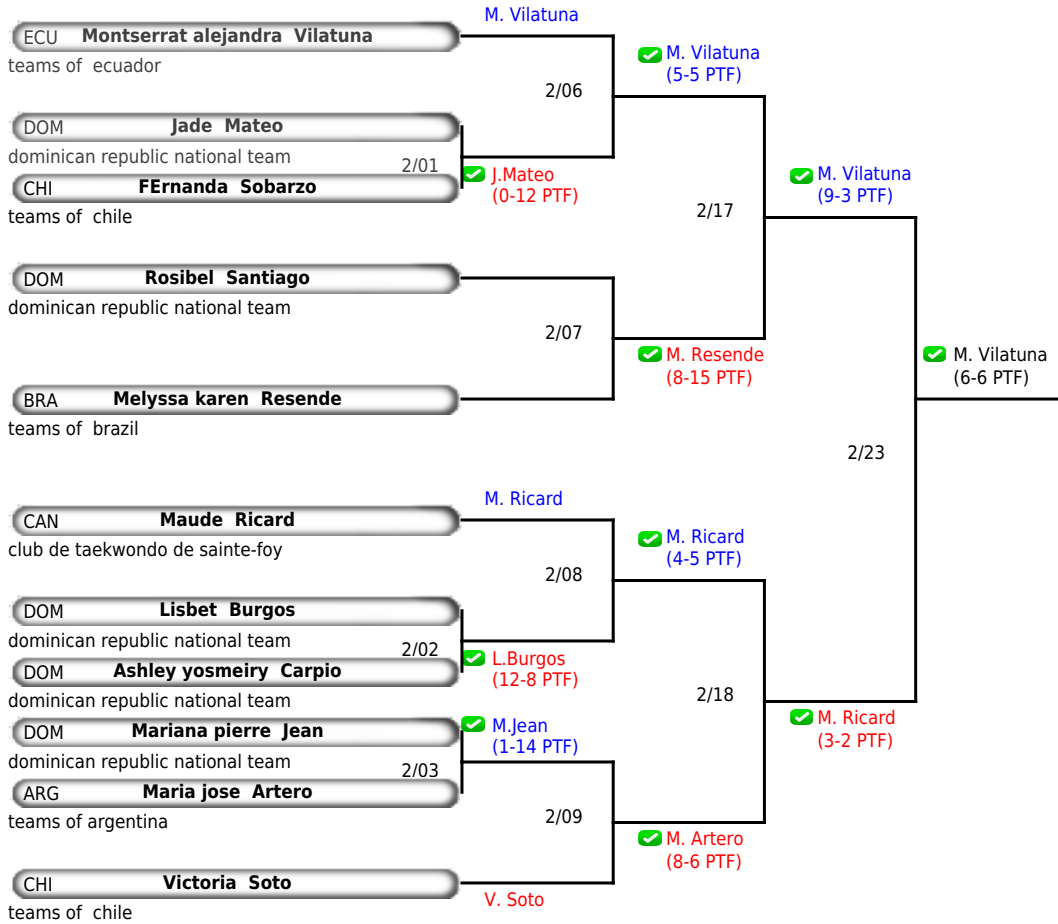 M. Vilatuna
ECU Montserrat alejandra Vilatuna
teams of ecuador
M. Vilatuna
(5-5 PTF)
2/06
DOM Jade Mateo
dominican republic national team
2/01
J.Mateo
(0-12 PTF)
CHI FErnanda Sobarzo
teams of chile
M. Vilatuna
(9-3 PTF)
2/17
DOM Rosibel Santiago
dominican republic national team
2/07
M. Resende
(8-15 PTF)
BRA Melyssa karen Resende
teams of brazil
M. Vilatuna
(6-6 PTF)
2/23
M. Ricard
CAN Maude Ricard
club de taekwondo de sainte-foy
M. Ricard
(4-5 PTF)
2/08
DOM Lisbet Burgos
dominican republic national team
2/02
L.Burgos
(12-8 PTF)
DOM Ashley yosmeiry Carpio
dominican republic national team
2/18
M. Ricard
(3-2 PTF)
DOM Mariana pierre Jean
dominican republic national team
M.Jean
(1-14 PTF)
2/03
ARG Maria jose Artero
teams of argentina
2/09
M. Artero
(8-6 PTF)
CHI Victoria Soto
teams of chile
V. Soto